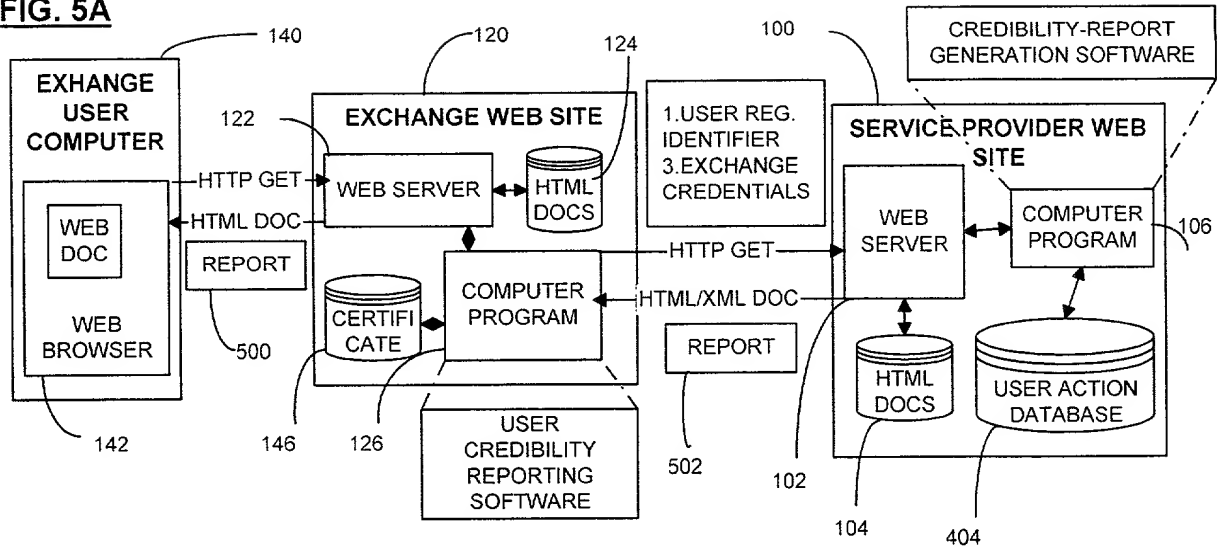 FIG. 5A
140
120
124
100
CREDIBILITY-REPORT
GENERATION SOFTWARE
EXHANGE
USER
COMPUTER
122
EXCHANGE WEB SITE
1.USER REG.
IDENTIFIER
3.EXCHANGE
CREDENTIALS
SERVICE PROVIDER WEB
SITE
HTTP GET
WEB SERVER
HTML
DOCS
HTML DOC
WEB
DOC
WEB
SERVER
COMPUTER
PROGRAM
106
REPORT
HTTP GET
COMPUTER
PROGRAM
HTML/XML DOC
CERTIFI
CATE
WEB
BROWSER
500
REPORT
HTML
DOCS
USER ACTION
DATABASE
142
146
126
USER
CREDIBILITY
REPORTING
SOFTWARE
502
102
104
404